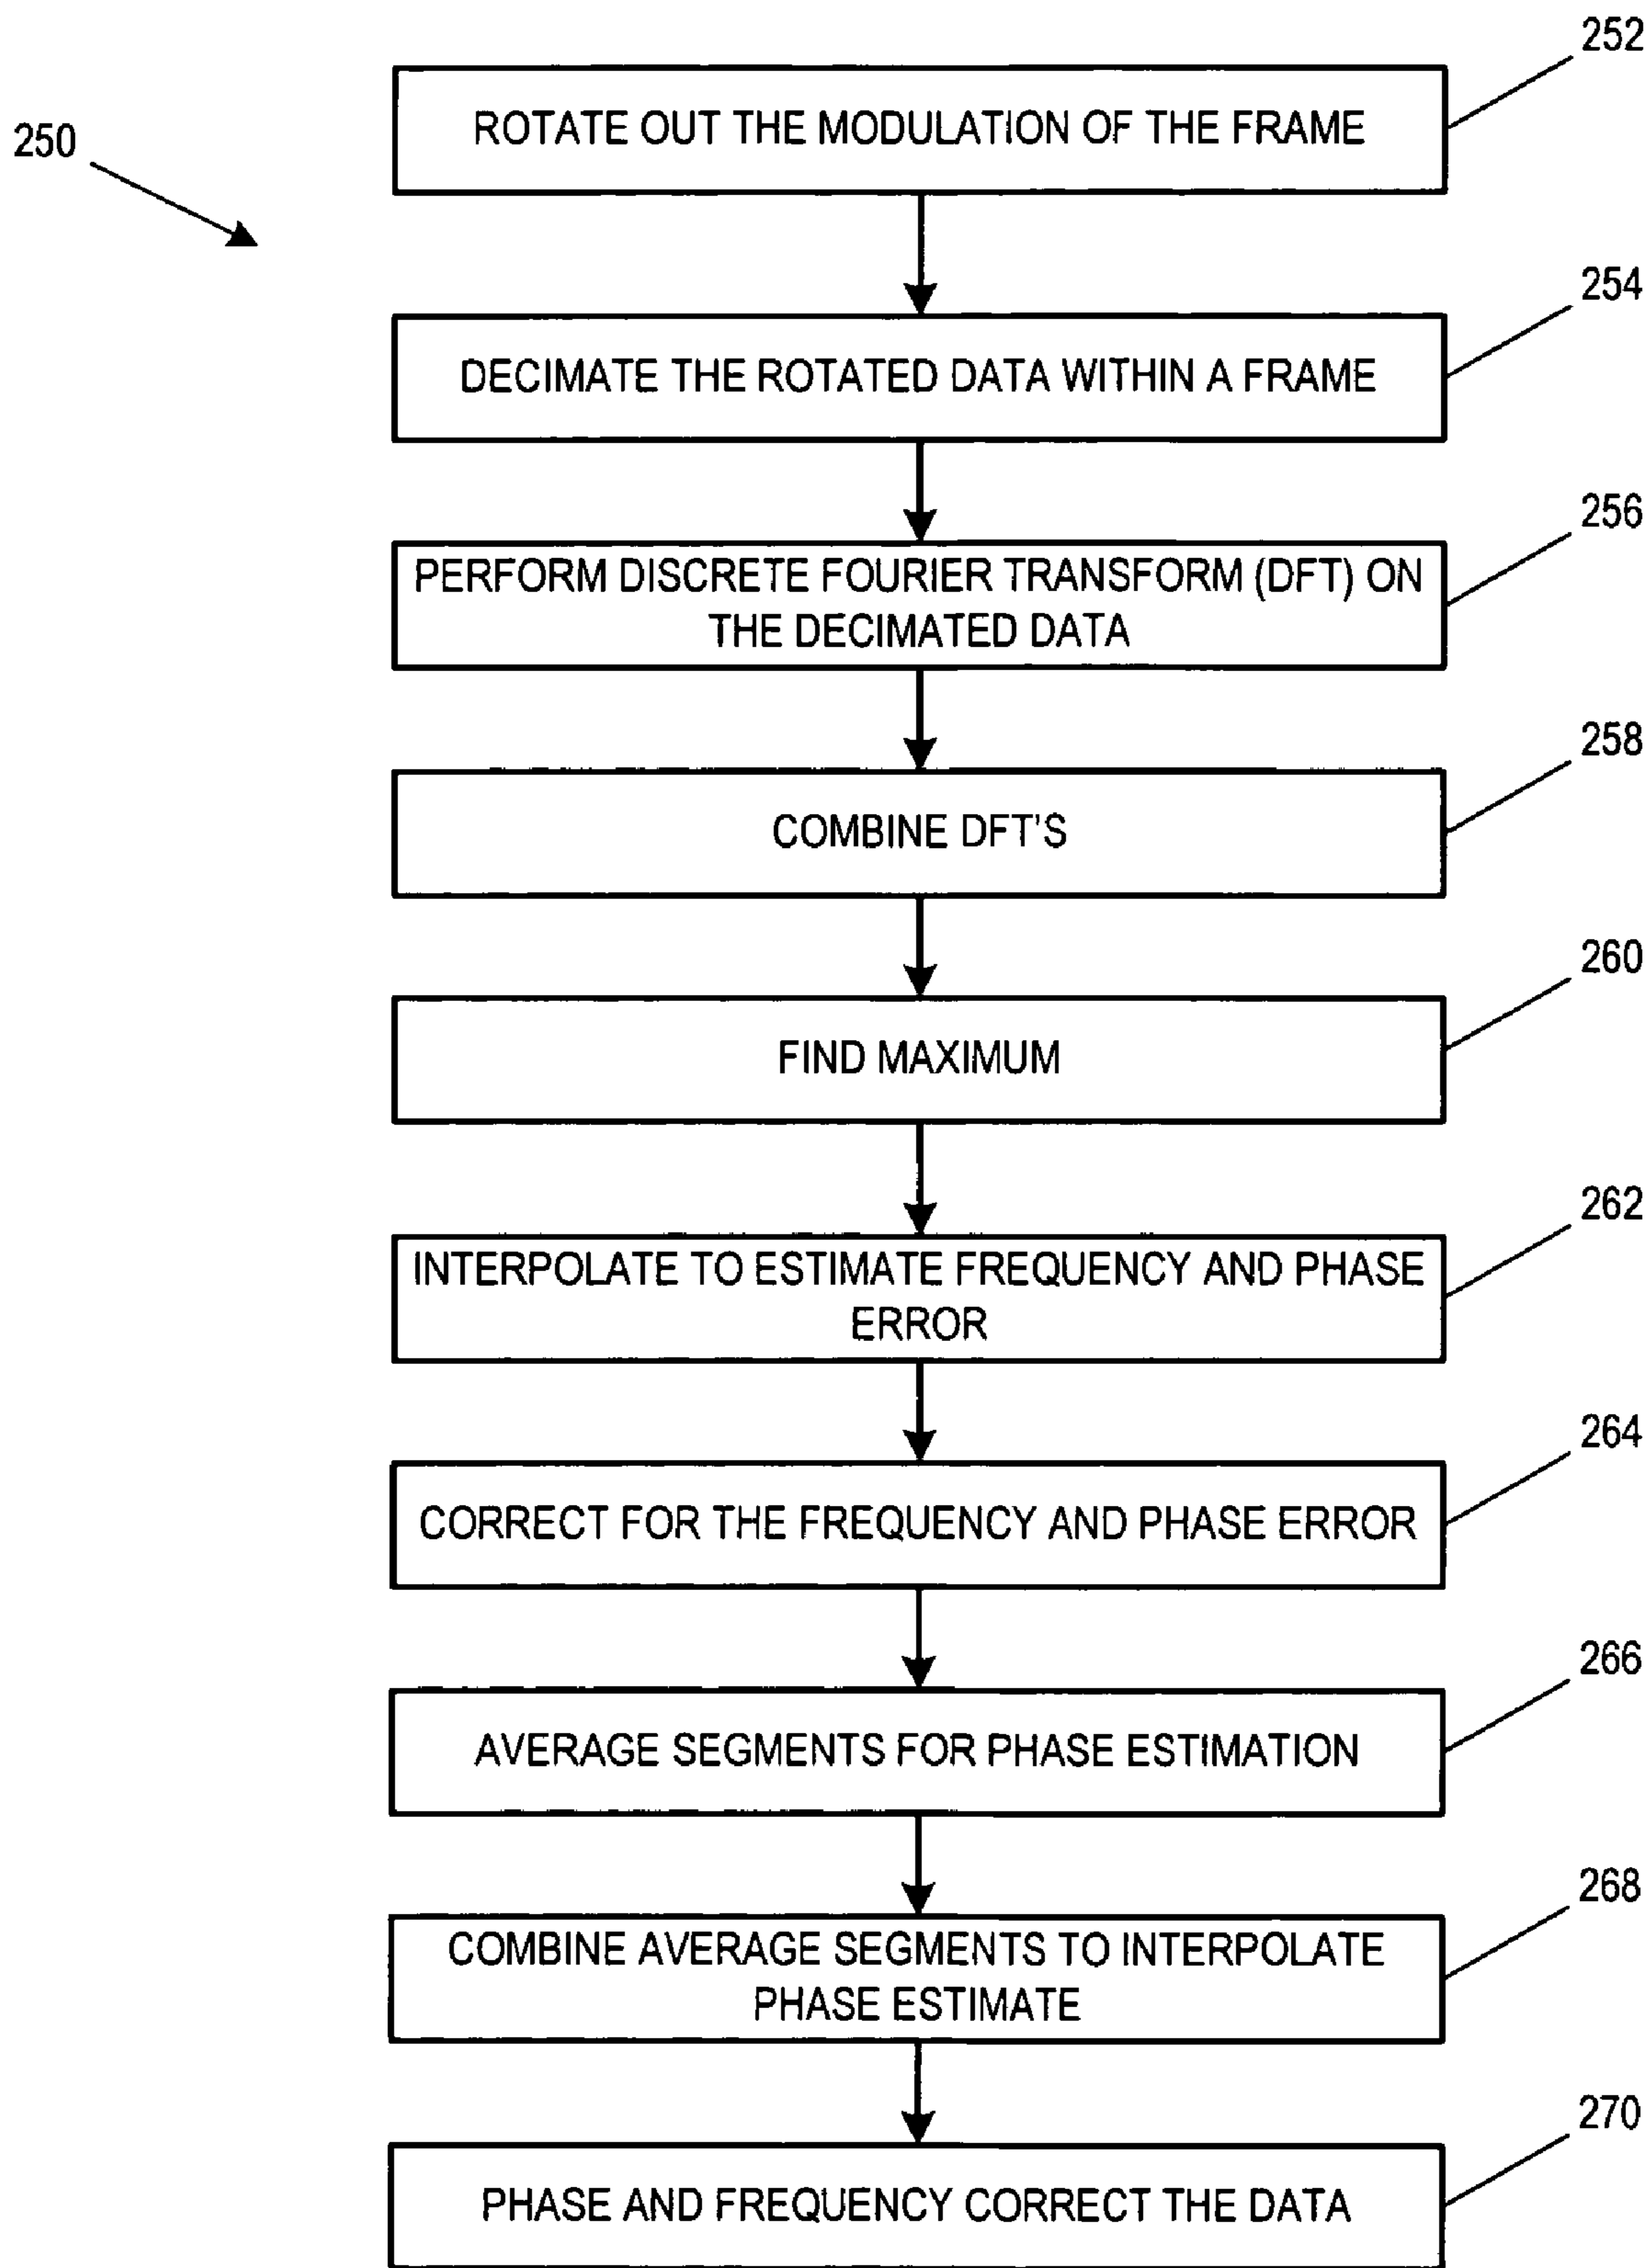 252
ROTATE OUT THE MODULATION OF THE FRAME
250
254
DECIMATE THE ROTATED DATA WITHIN A FRAME
256
PERFORM DISCRETE FOURIER TRANSFORM (DFT) ON
THE DECIMATED DATA
258
COMBINE DFT'S
260
FIND MAXIMUM
262
INTERPOLATE TO ESTIMATE FREQUENCY AND PHASE
ERROR
264
CORRECT FOR THE FREQUENCY AND PHASE ERROR
266
AVERAGE SEGMENTS FOR PHASE ESTIMATION
268
COMBINE AVERAGE SEGMENTS TO INTERPOLATE
PHASE ESTIMATE
270
PHASE AND FREQUENCY CORRECT THE DATA